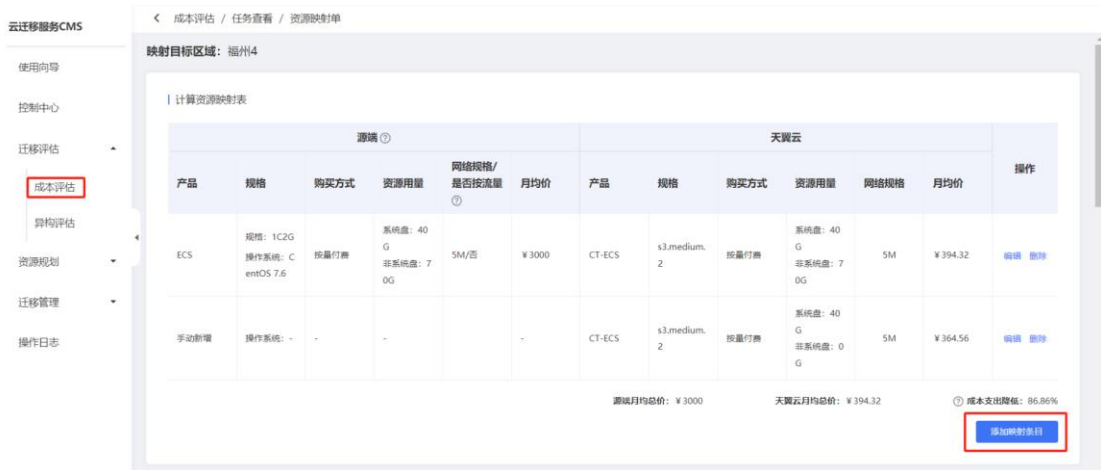 云迁移服务CMS
成本评估 / 任务查看 / 资源映射单
使用向导
控制中心
迁移评估
成本评估
异构评估
资源规划
迁移管理
操作日志
映射目标区域：福州4
计算资源映射表
源端
天翼云
操作
产品
规格
购买方式
资源用量
网络规格/
是否按流量
月均价
产品
规格
购买方式
资源用量
网络规格
月均价
ECS
规格：1C2G
操作系统：C
entOS 7.6
按量付费
系统盘：40
G
非系统盘：7
0G
5M/否
¥3000
CT-ECS
s3.medium.
2
按量付费
系统盘：40
G
非系统盘：7
0G
5M
¥394.32
编辑 删除
手动新增
操作系统：-
-
-
-
CT-ECS
s3.medium.
2
按量付费
系统盘：40
G
非系统盘：0
G
5M
¥364.56
编辑 删除
源端月均总价：¥3000
天翼云月均总价：¥394.32
成本支出降低：86.86%
添加映射条目